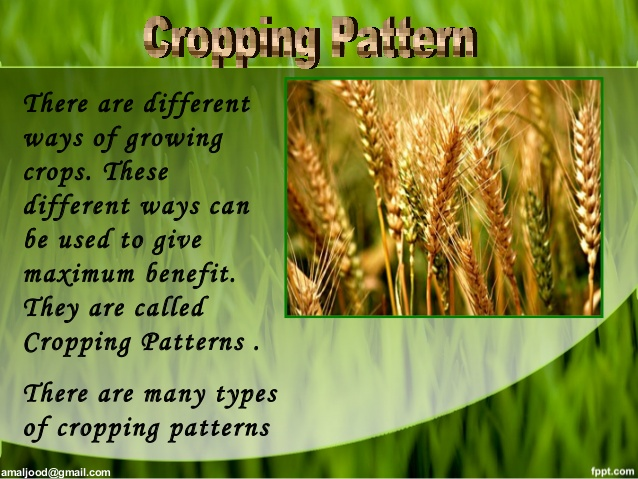 Cropping Pattern
There are different
ways of growing
crops. These
different ways can
be used to give
maximum benefit.
They are called
Cropping Patterns .
There are many types
of cropping patterns
amaljood@gmail.com
fppt.com